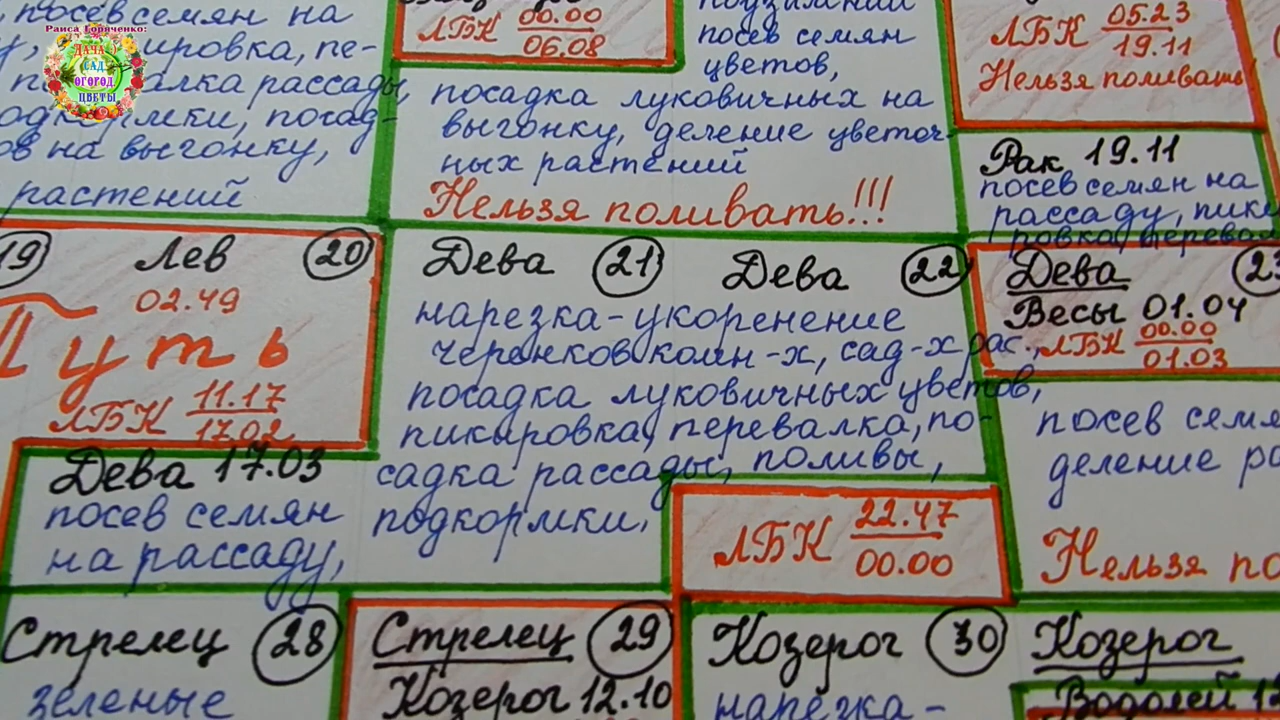 Раиса Горяченко:
ДАЧА
САД
ОГОРОД
ЦВЕТЫ
посев семян на
пе-
рассады,
посад-
ов на выгонку,
растений
ЛБК 00.00
06.08
посев семян
цветов,
посадка луковичных на
выгонку, деление цветоч-
ных растений
Нельзя поливать!!!
ЛБК 05.23
19.11
Нельзя поливать
Рак 19.11
посев семян на
рассаду, пики
ровка, перевал
19
Лев 20
02.49
Путь
ЛБК 11.17
17.02
Дева 17.03
посев семян
на рассаду,
Дева 21 Дева 22
нарезка-укоренение
черенков комн-х, сад-х рас.,
посадка луковичных цветов,
пикировка, перевалка, по-
садка рассады, поливы,
подкормки.
ЛБК 22.47
00.00
Дева 23
Весы 01.04
ЛБК 00.00
01.03
посев семя
деление ра
Нельзя по
Стрелец 28
зеленые
Стрелец 29
Козерог 12.10
Козерог 30
нарезка-
Козерог
Водолей